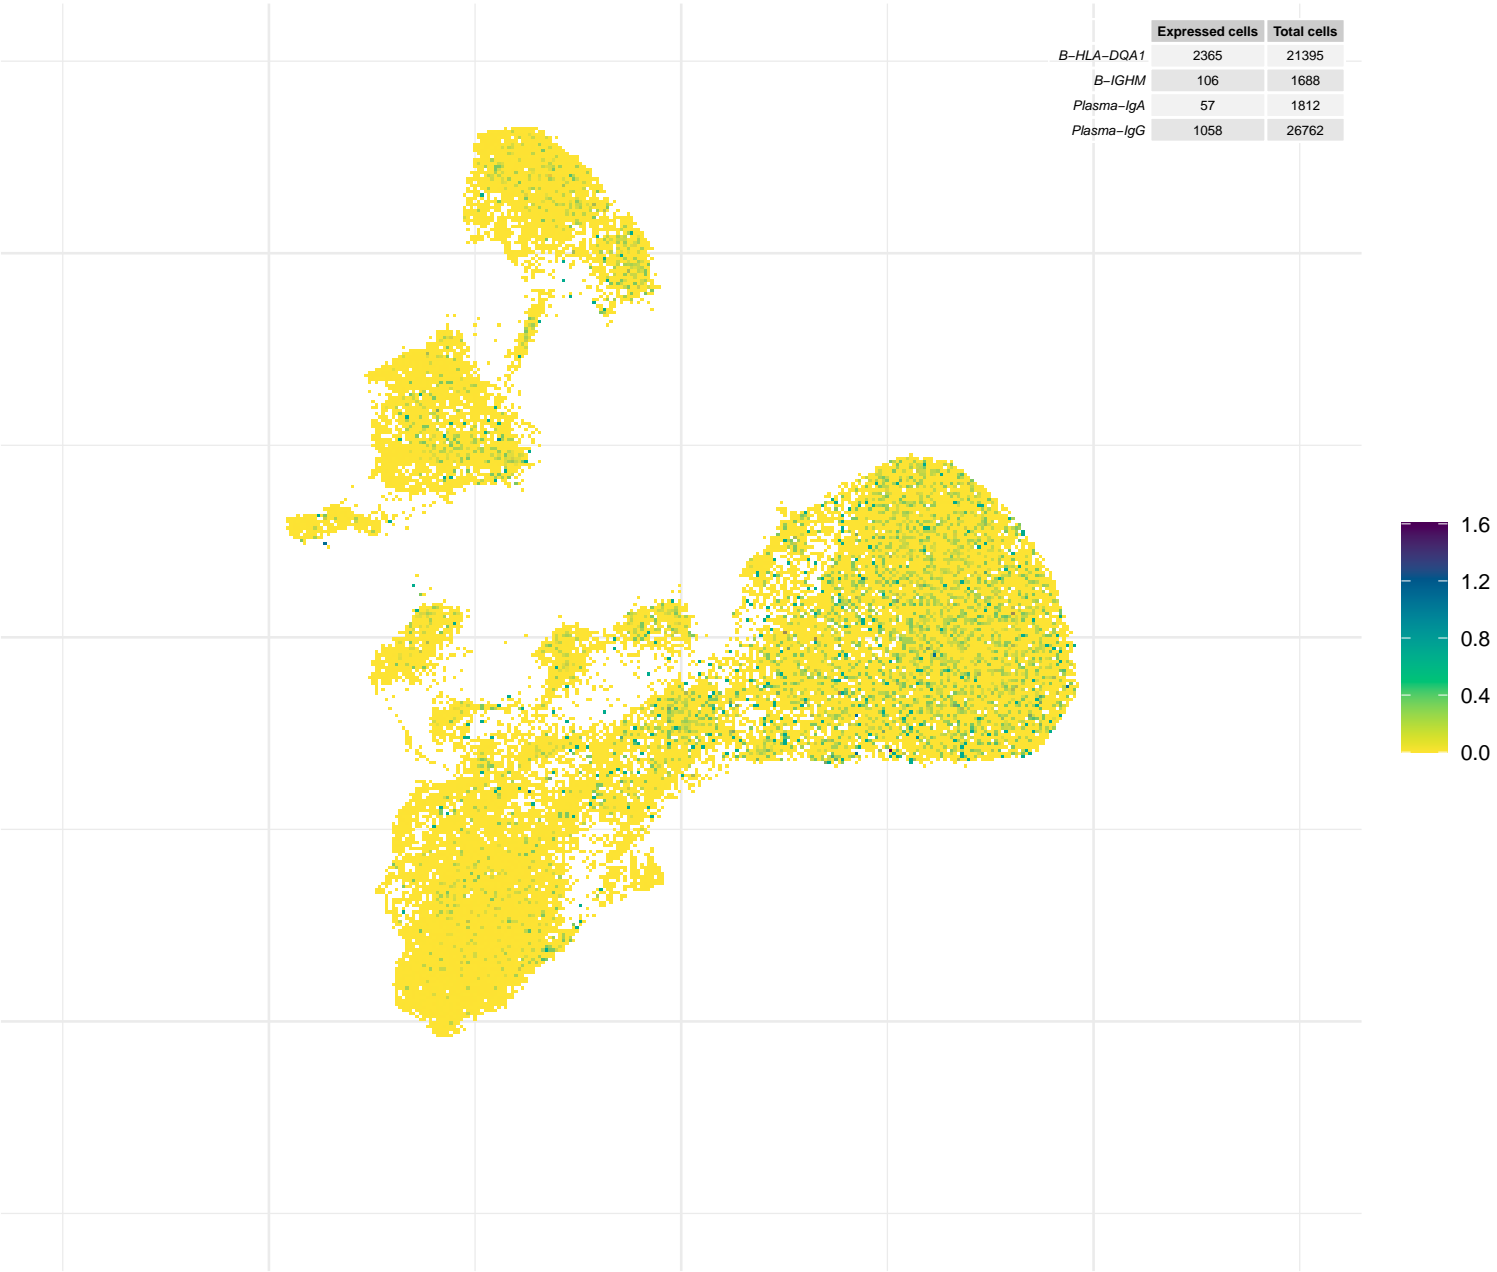 Expressed cells Total cells
B−HLA−DQA1 2365 21395
B−IGHM 106 1688
Plasma−IgA 57 1812
Plasma−IgG 1058 26762
1.6
1.2
0.8
0.4
0.0